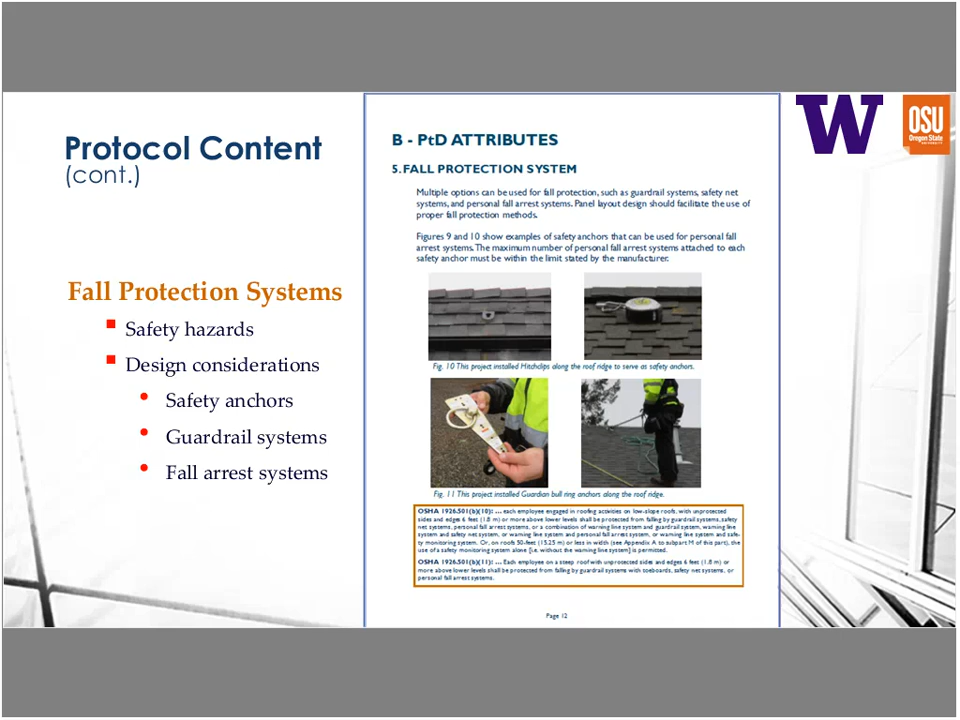 Protocol Content
(cont.)
Fall Protection Systems
Safety hazards
Design considerations
Safety anchors
Guardrail systems
Fall arrest systems
B - PtD ATTRIBUTES
5. FALL PROTECTION SYSTEM
Multiple options can be used for fall protection, such as guardrail systems, safety net
systems, and personal fall arrest systems. Panel layout design should facilitate the use of
proper fall protection methods.
Figures 9 and 10 show examples of safety anchors that can be used for personal fall
arrest systems. The maximum number of personal fall arrest systems attached to each
safety anchor must be within the limit stated by the manufacturer.
Fig. 10 This project installed Hitchclips along the roof ridge to serve as safety anchors.
Fig. 11 This project installed Guardian bull ring anchors along the roof ridge.
OSHA 1926.501(b)(10): ... each employee engaged in roofing activities on low-slope roofs, with unprotected
sides and edges 6 feet (1.8 m) or more above lower levels shall be protected from falling by guardrail systems, safety
net systems, personal fall arrest systems, or a combination of warning line system and guardrail system, warning line
system and safety net system, or warning line system and personal fall arrest system, or warning line system and safe-
ty monitoring system. Or, on roofs 50-feet (15.25 m) or less in width (see Appendix A to subpart M of this part), the
use of a safety monitoring system alone [i.e. without the warning line system] is permitted.
OSHA 1926.501(b)(11): ... Each employee on a steep roof with unprotected sides and edges 6 feet (1.8 m) or
more above lower levels shall be protected from falling by guardrail systems with toeboards, safety net systems, or
personal fall arrest systems.
Page 12
W
OSU
Oregon State
UNIVERSITY